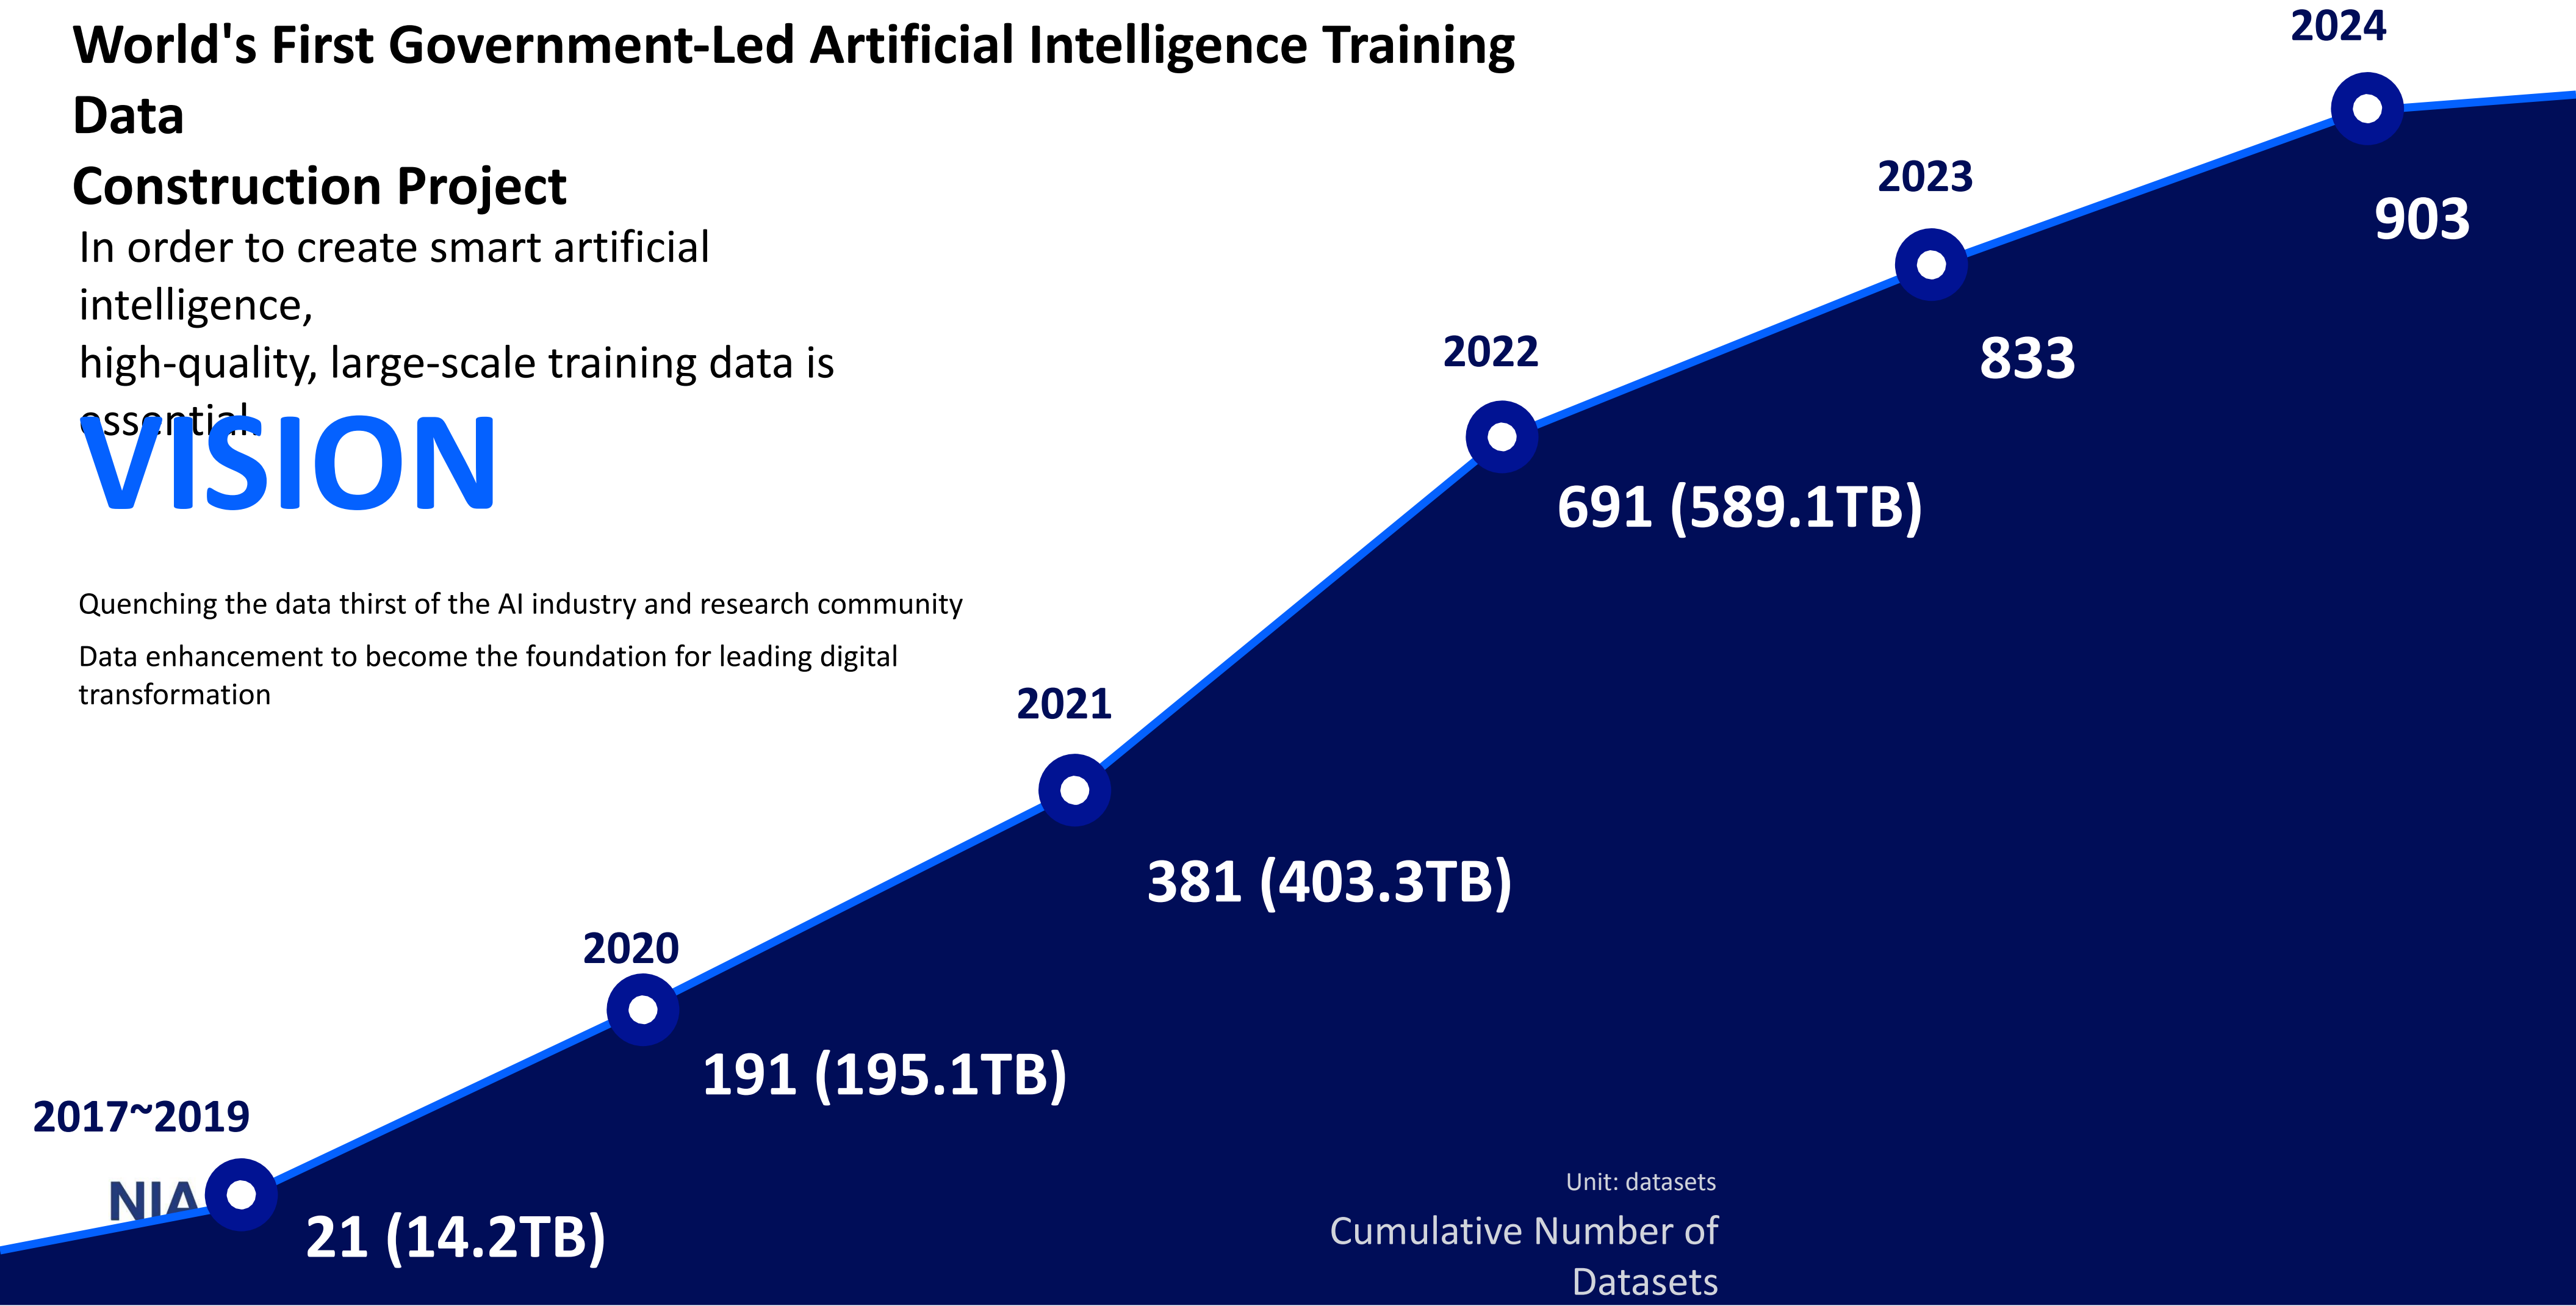 World's First Government-Led Artificial Intelligence Training
Data
Construction Project
In order to create smart artificial
intelligence,
high-quality, large-scale training data is
essential.
VISION
Quenching the data thirst of the AI industry and research community
Data enhancement to become the foundation for leading digital
transformation
2024
903
2023
833
2022
691 (589.1TB)
2021
381 (403.3TB)
2020
191 (195.1TB)
2017~2019
NIA
21 (14.2TB)
Unit: datasets
Cumulative Number of
Datasets